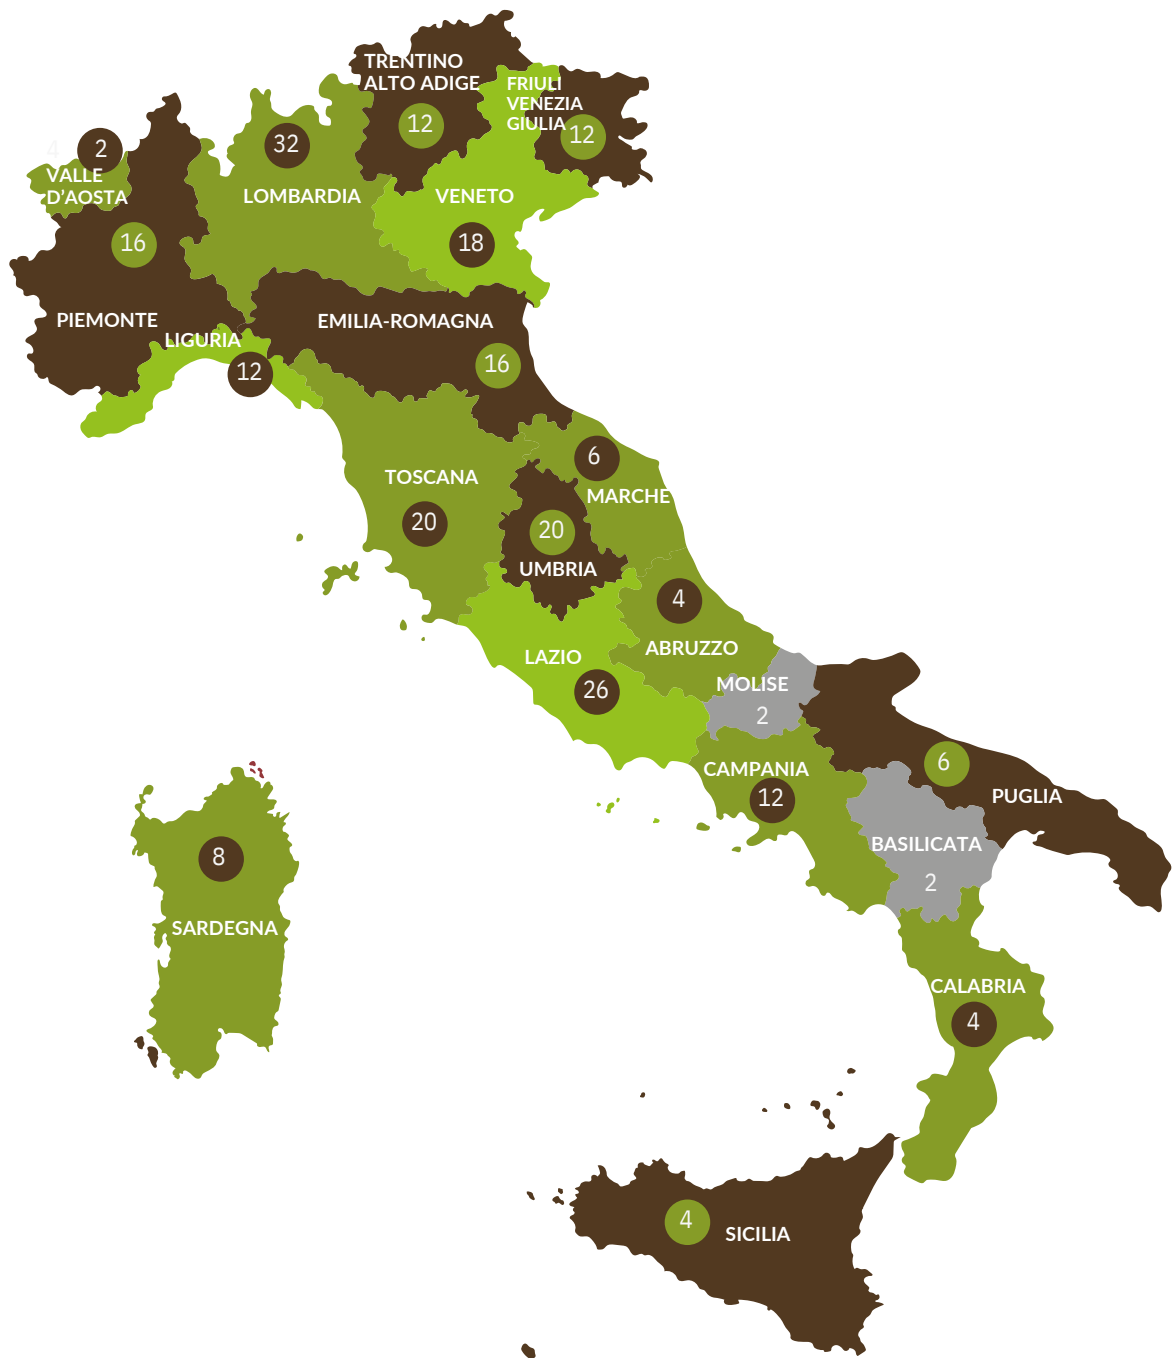 TRENTINO
ALTO ADIGE
12
FRIULI
VENEZIA
GIULIA
12
4
2
VALLE
D'AOSTA
32
LOMBARDIA
VENETO
18
16
PIEMONTE
LIGURIA
12
EMILIA-ROMAGNA
16
TOSCANA
20
6
MARCHE
20
UMBRIA
4
ABRUZZO
LAZIO
26
MOLISE
2
CAMPANIA
12
6
PUGLIA
BASILICATA
2
8
SARDEGNA
CALABRIA
4
4
SICILIA